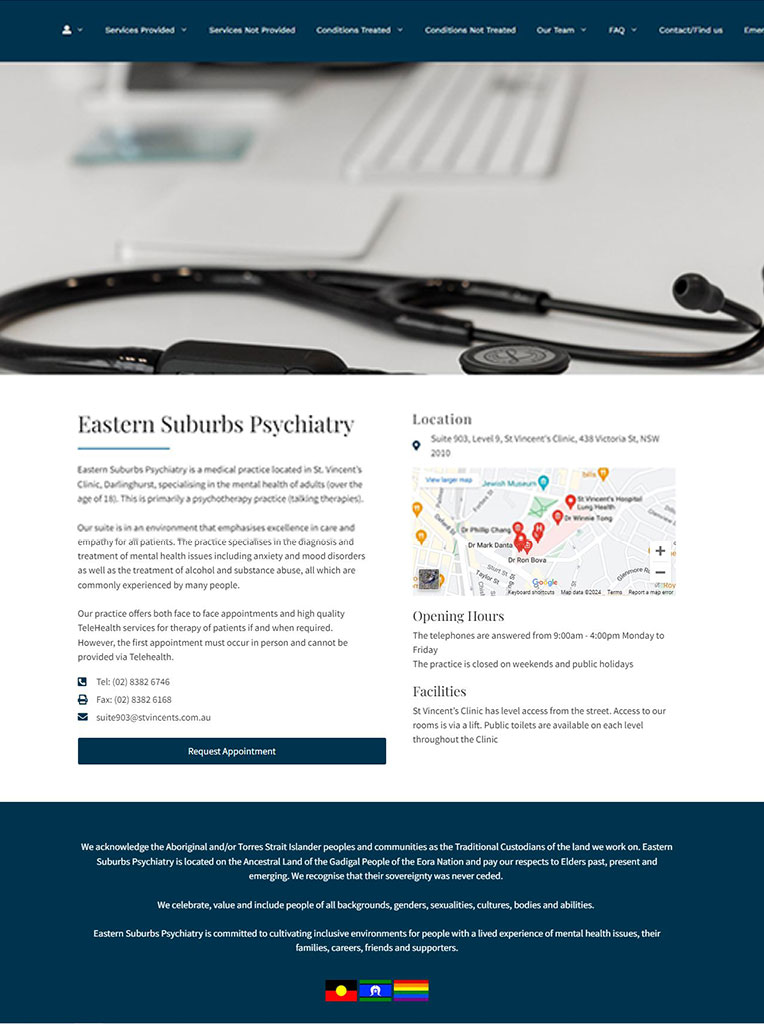 Services Provided
Services Not Provided
Conditions Treated
Conditions Not Treated
Our Team
FAQ
Contact/Find us
Eastern Suburbs Psychiatry
Eastern Suburbs Psychiatry is a medical practice located in St. Vincent's
Clinic, Darlinghurst, specialising in the mental health of adults (over the
age of 18). This is primarily a psychotherapy practice (talking therapies).
Our suite is in an environment that emphasises excellence in care and
empathy for all patients. The practice specialises in the diagnosis and
treatment of mental health issues including anxiety and mood disorders
as well as the treatment of alcohol and substance abuse, all which are
commonly experienced by many people.
Our practice offers both face to face appointments and high quality
TeleHealth services for therapy of patients if and when required.
However, the first appointment must occur in person and cannot be
provided via Telehealth.
Tel: (02) 8382 6746
Fax: (02) 8382 6168
suite903@stvincents.com.au
Request Appointment
Location
Suite 903, Level 9, St Vincent's Clinic, 438 Victoria St, NSW
2010
View larger map
Jewish Museum
bills
Forbes St
Oxford St
St Vincent's Hospital
Lung Health
Dr Winnie Tong
Dr Phillip Chang
Dr Mark Danta
Dr Ron Bova
Taylor St
Sturt St
Glenmore Rd
Google
Keyboard shortcuts
Map data ©2024
Terms
Report a map error
Opening Hours
The telephones are answered from 9:00am - 4:00pm Monday to
Friday
The practice is closed on weekends and public holidays
Facilities
St Vincent's Clinic has level access from the street. Access to our
rooms is via a lift. Public toilets are available on each level
throughout the Clinic
We acknowledge the Aboriginal and/or Torres Strait Islander peoples and communities as the Traditional Custodians of the land we work on. Eastern
Suburbs Psychiatry is located on the Ancestral Land of the Gadigal People of the Eora Nation and pay our respects to Elders past, present and
emerging. We recognise that their sovereignty was never ceded.
We celebrate, value and include people of all backgrounds, genders, sexualities, cultures, bodies and abilities.
Eastern Suburbs Psychiatry is committed to cultivating inclusive environments for people with a lived experience of mental health issues, their
families, careers, friends and supporters.